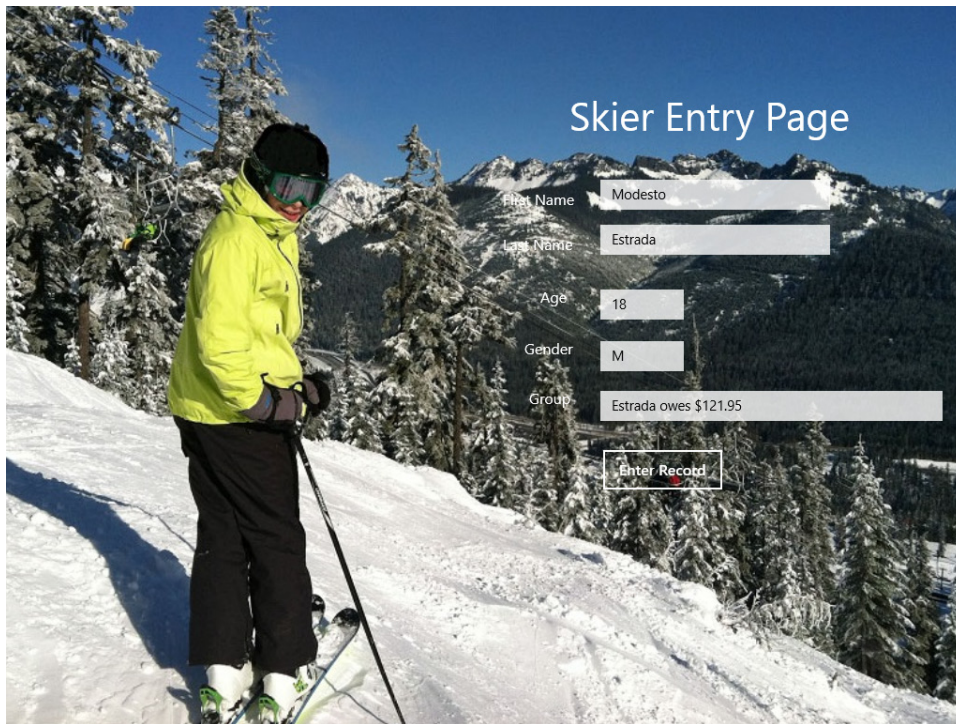 Skier Entry Page
First Name Modesto
Last Name Estrada
Age 18
Gender M
Group Estrada owes $121.95
Enter Record